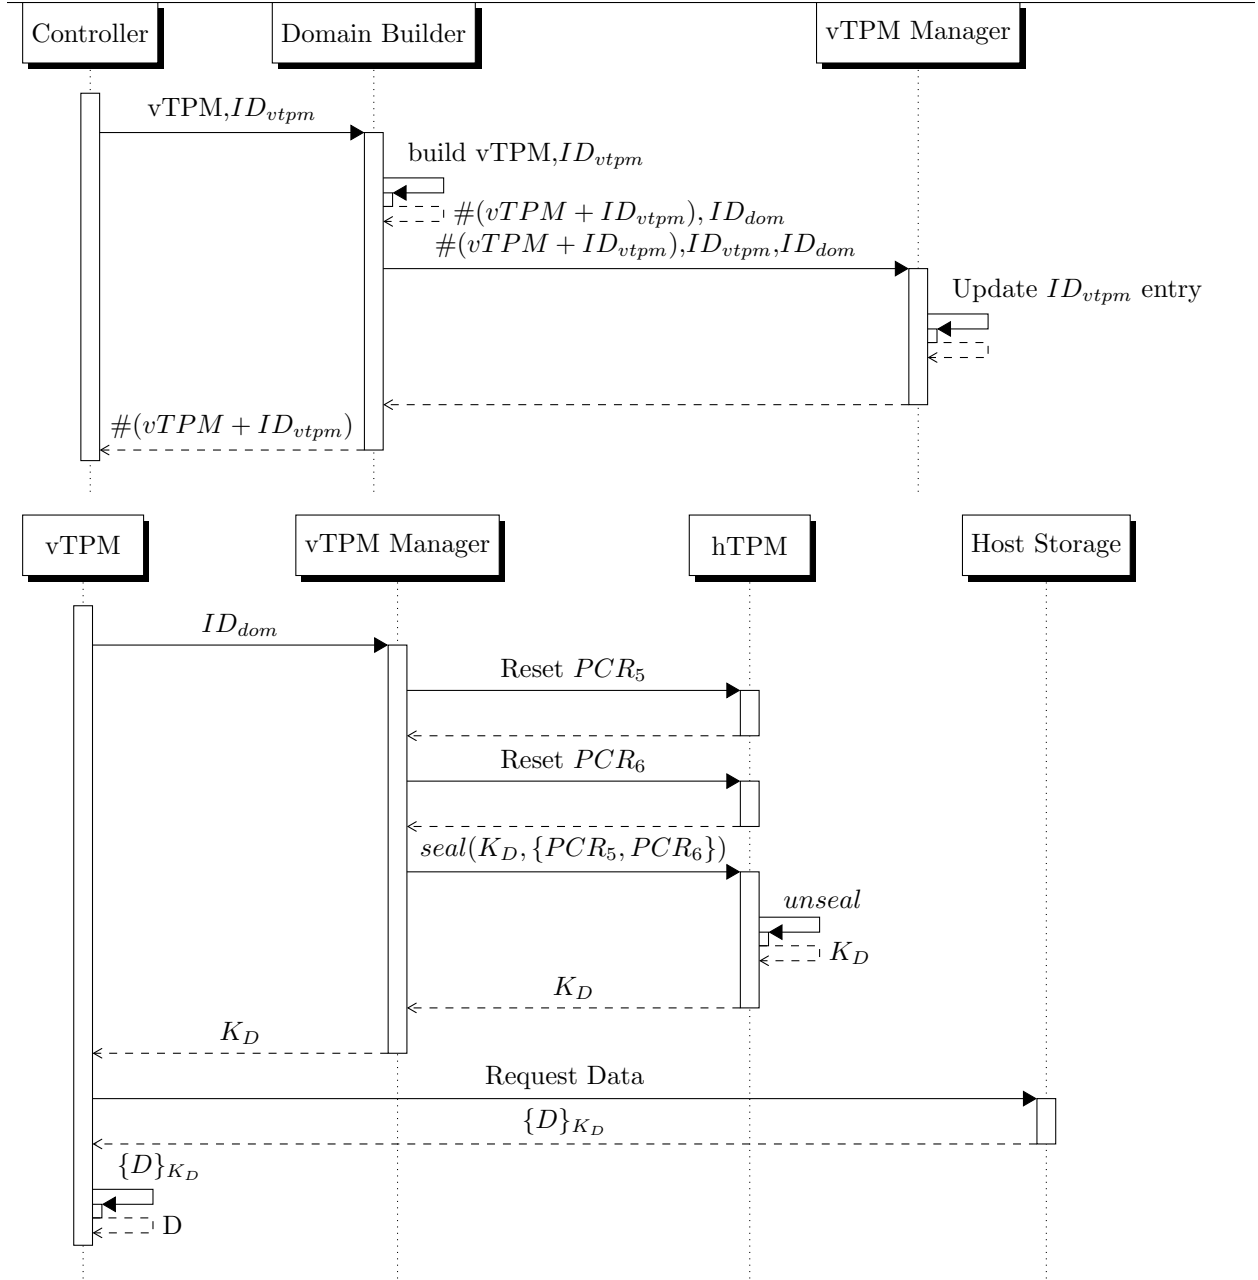 Controller Domain Builder vTPM Manager
vTPM,ID_{vtpm}
build vTPM,ID_{vtpm}
#(vTPM + ID_{vtpm}), ID_{dom}
#(vTPM + ID_{vtpm}),ID_{vtpm},ID_{dom}
Update ID_{vtpm} entry
#(vTPM + ID_{vtpm})
vTPM vTPM Manager hTPM Host Storage
ID_{dom}
Reset PCR_5
Reset PCR_6
seal(K_D, {PCR_5, PCR_6})
unseal
K_D
K_D
K_D
Request Data
{D}_{K_D}
{D}_{K_D}
D